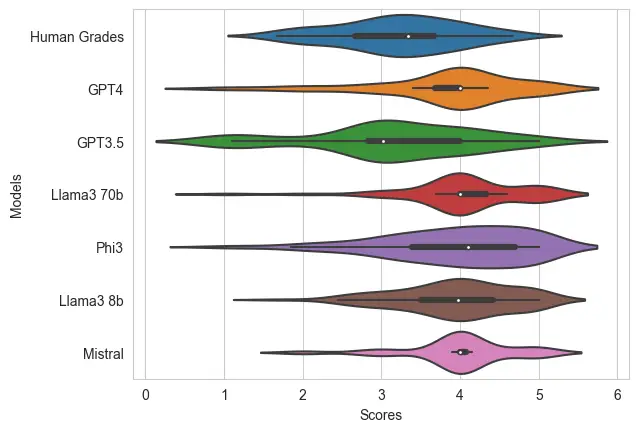 Human Grades
GPT4
GPT3.5
Llama3 70b
Phi3
Llama3 8b
Mistral
Models
0 1 2 3 4 5 6
Scores